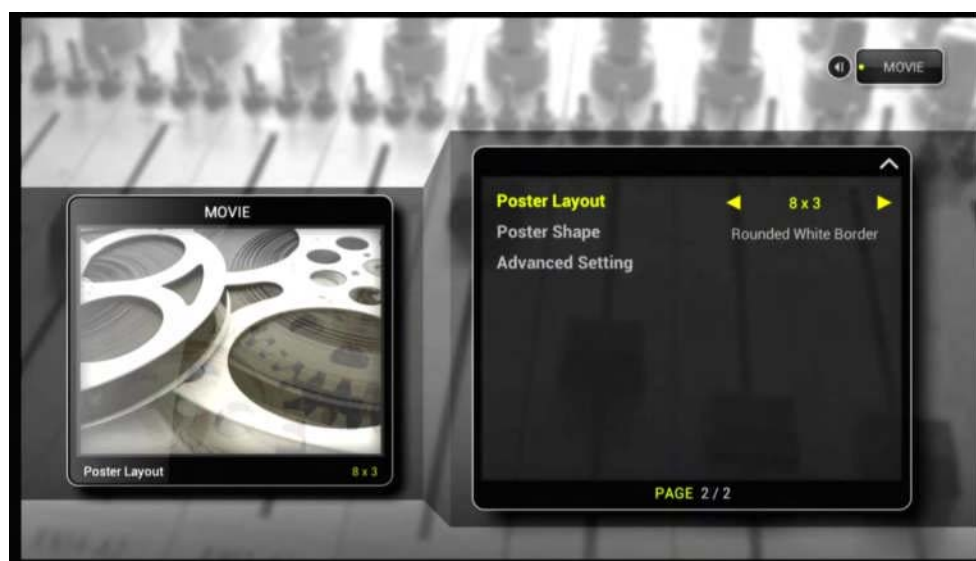 MOVIE
MOVIE
Poster Layout 8 x 3
Poster Layout 8 x 3
Poster Shape Rounded White Border
Advanced Setting
PAGE 2 / 2